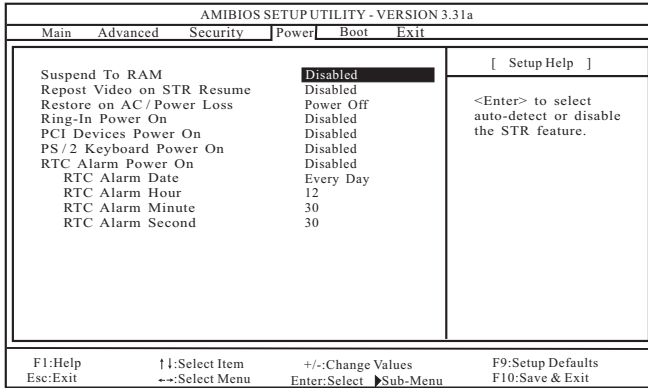 AMIBIOS SETUP UTILITY - VERSION 3.31a
Main Advanced Security Power Boot Exit
[ Setup Help ]
Suspend To RAM Disabled
Repost Video on STR Resume Disabled
Restore on AC / Power Loss Power Off
Ring-In Power On Disabled
PCI Devices Power On Disabled
PS/2 Keyboard Power On Disabled
RTC Alarm Power On Disabled
RTC Alarm Date Every Day
RTC Alarm Hour 12
RTC Alarm Minute 30
RTC Alarm Second 30
<Enter> to select
auto-detect or disable
the STR feature.
F1:Help ↑↓:Select Item +/-:Change Values F9:Setup Defaults
Esc:Exit ←→:Select Menu Enter:Select ▶Sub-Menu F10:Save & Exit